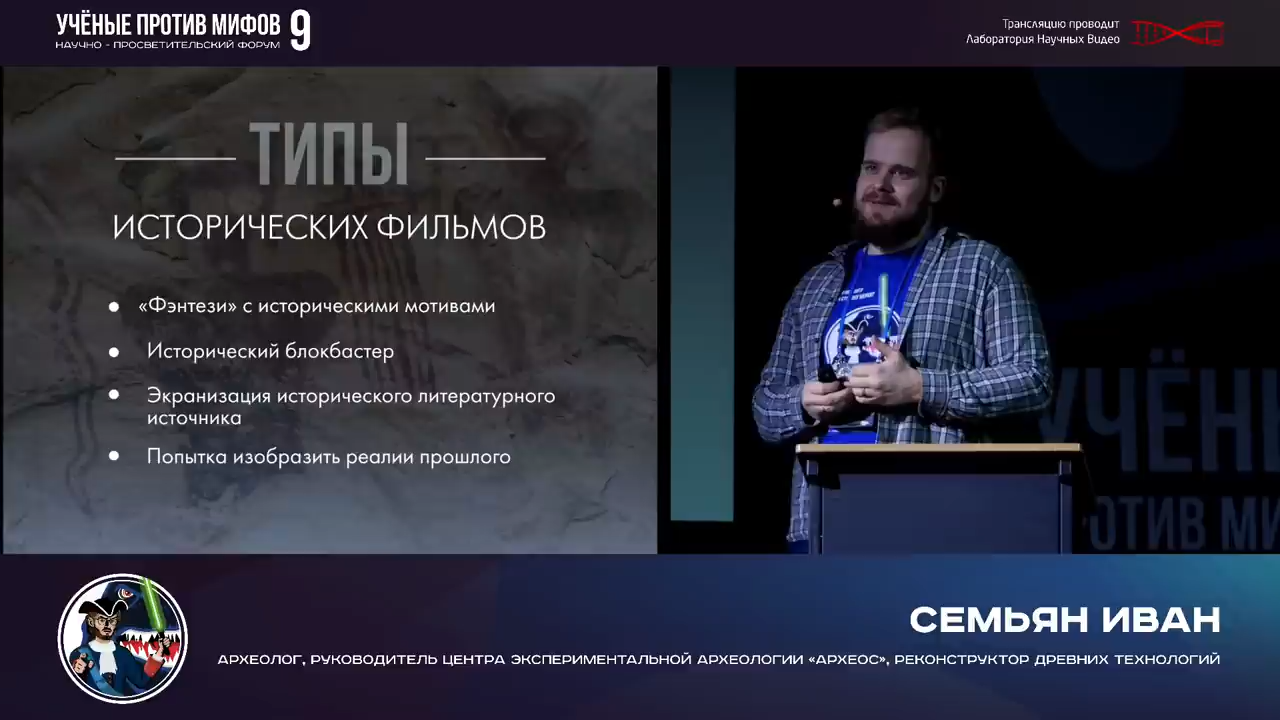 УЧЁНЫЕ ПРОТИВ МИФОВ 9
НАУЧНО - ПРОСВЕТИТЕЛЬСКИЙ ФОРУМ
Трансляцию проводит
Лаборатория Научных Видео
ТИПЫ
ИСТОРИЧЕСКИХ ФИЛЬМОВ
• «Фэнтези» с историческими мотивами
• Исторический блокбастер
• Экранизация исторического литературного
источника
• Попытка изобразить реалии прошлого
УЧЁН
РОТИВ МИ
СЕМЬЯН ИВАН
АРХЕОЛОГ, РУКОВОДИТЕЛЬ ЦЕНТРА ЭКСПЕРИМЕНТАЛЬНОЙ АРХЕОЛОГИИ «АРХЕОС», РЕКОНСТРУКТОР ДРЕВНИХ ТЕХНОЛОГИЙ